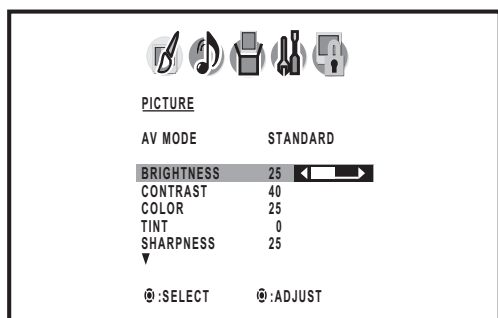 PICTURE
AV MODE STANDARD
BRIGHTNESS 25
CONTRAST 40
COLOR 25
TINT 0
SHARPNESS 25
:SELECT :ADJUST